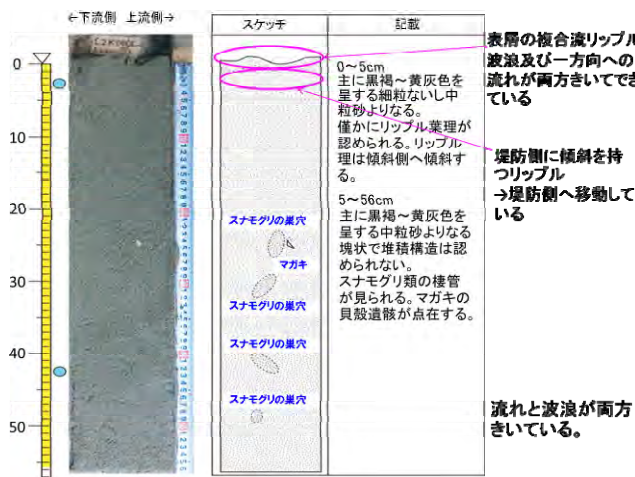 ←下流側 上流側→
スケッチ
記載
0
10
20
30
40
50
スナモグリの巣穴
マガキ
スナモグリの巣穴
スナモグリの巣穴
スナモグリの巣穴
0～5cm
主に黒褐～黄灰色を
呈する細粒ないし中
粒砂よりなる。
僅かにリップル葉理が
認められる。リップル
理は傾斜側へ傾斜す
る。
5～56cm
主に黒褐～黄灰色を
呈する中粒砂よりなる
塊状で堆積構造は認
められない。
スナモグリ類の棲管
が見られる。マガキの
貝殻遺骸が点在する。
表層の複合流リップル
波浪及び一方向への
流れが両方きいてでき
ている
堤防側に傾斜を持
つリップル
→堤防側へ移動して
いる
流れと波浪が両方
きいている。